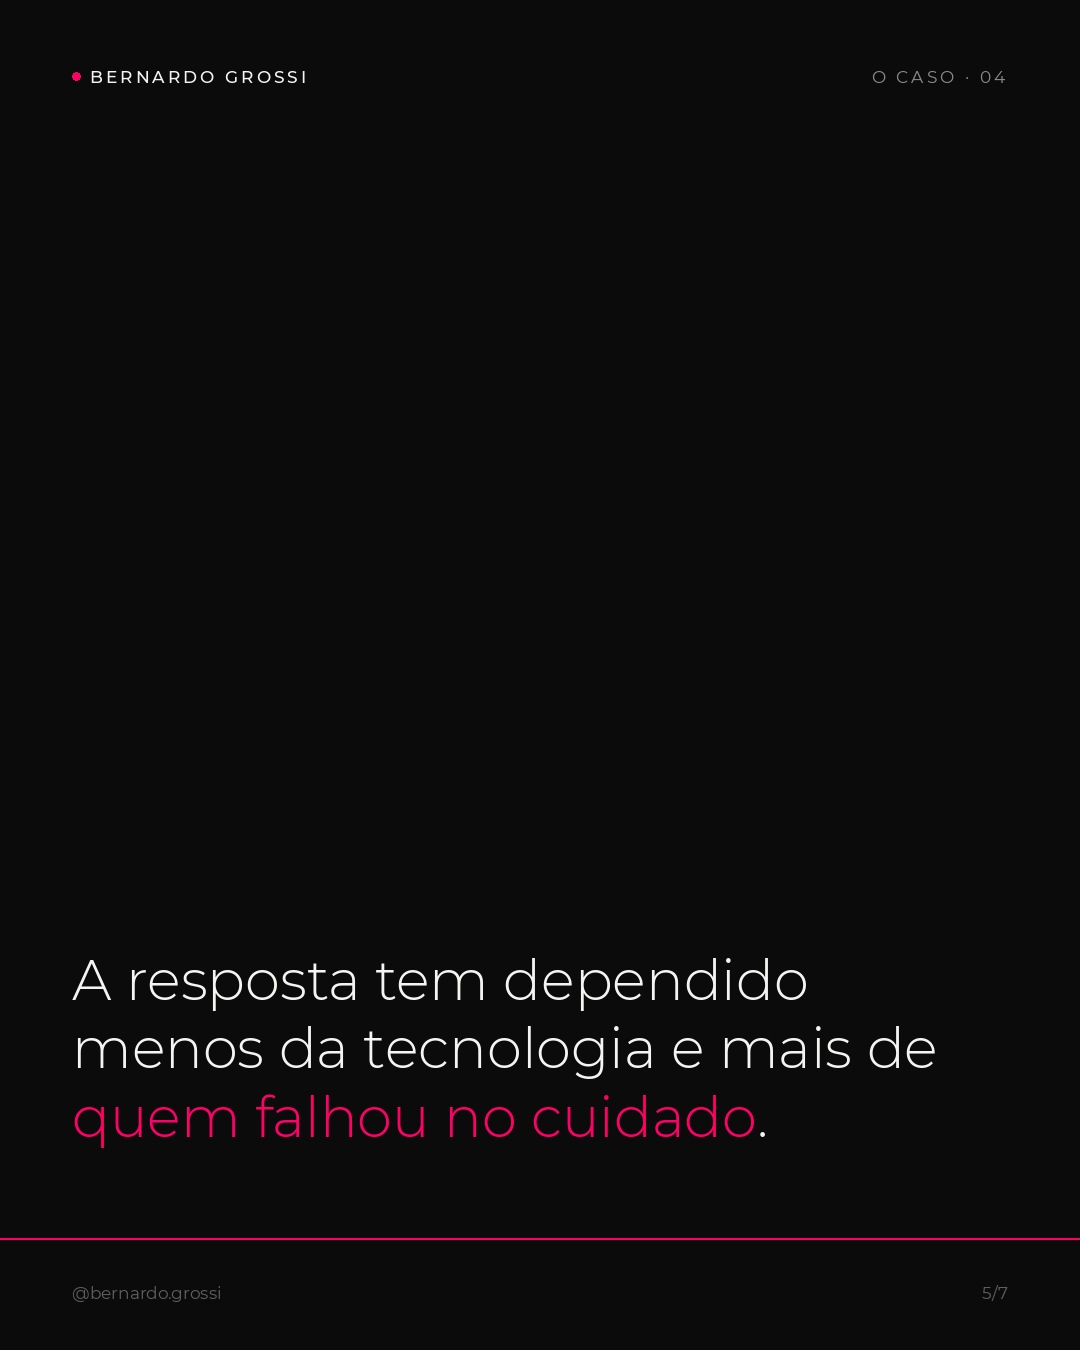 BERNARDO GROSSI
O CASO · 04
A resposta tem dependido
menos da tecnologia e mais de
quem falhou no cuidado.
@bernardo.grossi
5/7